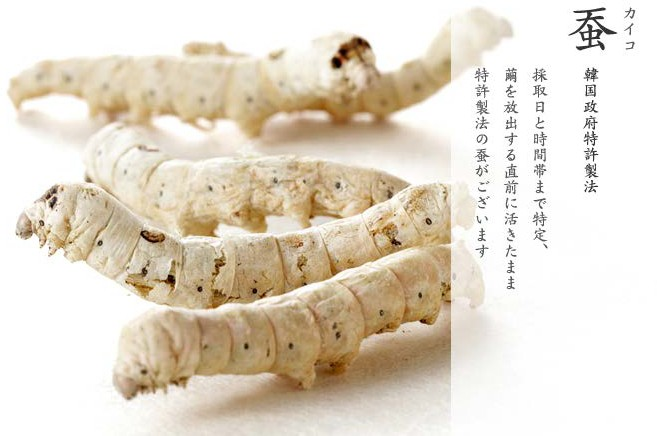 蚕
カイコ
韓国政府特許製法
採取日と時間帯まで特定、
繭を放出する直前に活きたまま
特許製法の蚕がございます